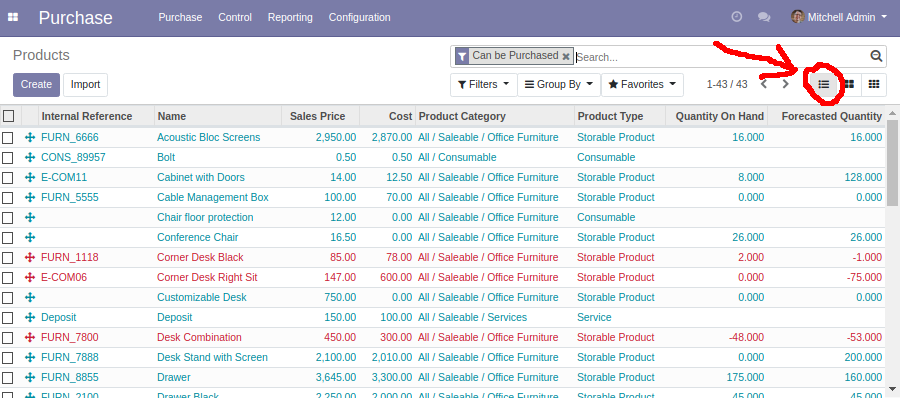 Purchase Purchase Control Reporting Configuration Mitchell Admin
Products Can be Purchased Search...
Create Import Filters Group By Favorites 1-43 / 43
Internal Reference Name Sales Price Cost Product Category Product Type Quantity On Hand Forecasted Quantity
FURN_6666 Acoustic Bloc Screens 2,950.00 2,870.00 All / Saleable / Office Furniture Storable Product 16.000 16.000
CONS_89957 Bolt 0.50 0.50 All / Consumable Consumable
E-COM11 Cabinet with Doors 14.00 12.50 All / Saleable / Office Furniture Storable Product 8.000 128.000
FURN_5555 Cable Management Box 100.00 70.00 All / Saleable / Office Furniture Storable Product 0.000 0.000
Chair floor protection 12.00 0.00 All / Saleable / Office Furniture Consumable
Conference Chair 16.50 0.00 All / Saleable / Office Furniture Storable Product 26.000 26.000
FURN_1118 Corner Desk Black 85.00 78.00 All / Saleable / Office Furniture Storable Product 2.000 -1.000
E-COM06 Corner Desk Right Sit 147.00 600.00 All / Saleable / Office Furniture Storable Product 0.000 -75.000
Customizable Desk 750.00 0.00 All / Saleable / Office Furniture Storable Product 0.000 0.000
Deposit Deposit 150.00 100.00 All / Saleable / Services Service
FURN_7800 Desk Combination 450.00 300.00 All / Saleable / Office Furniture Storable Product -48.000 -53.000
FURN_7888 Desk Stand with Screen 2,100.00 2,010.00 All / Saleable / Office Furniture Storable Product 0.000 200.000
FURN_8855 Drawer 3,645.00 3,300.00 All / Saleable / Office Furniture Storable Product 175.000 160.000
FURN_2100 Drawer Black 2,250.00 2,000.00 All / Saleable / Office Furniture Storable Product 45.000 45.000